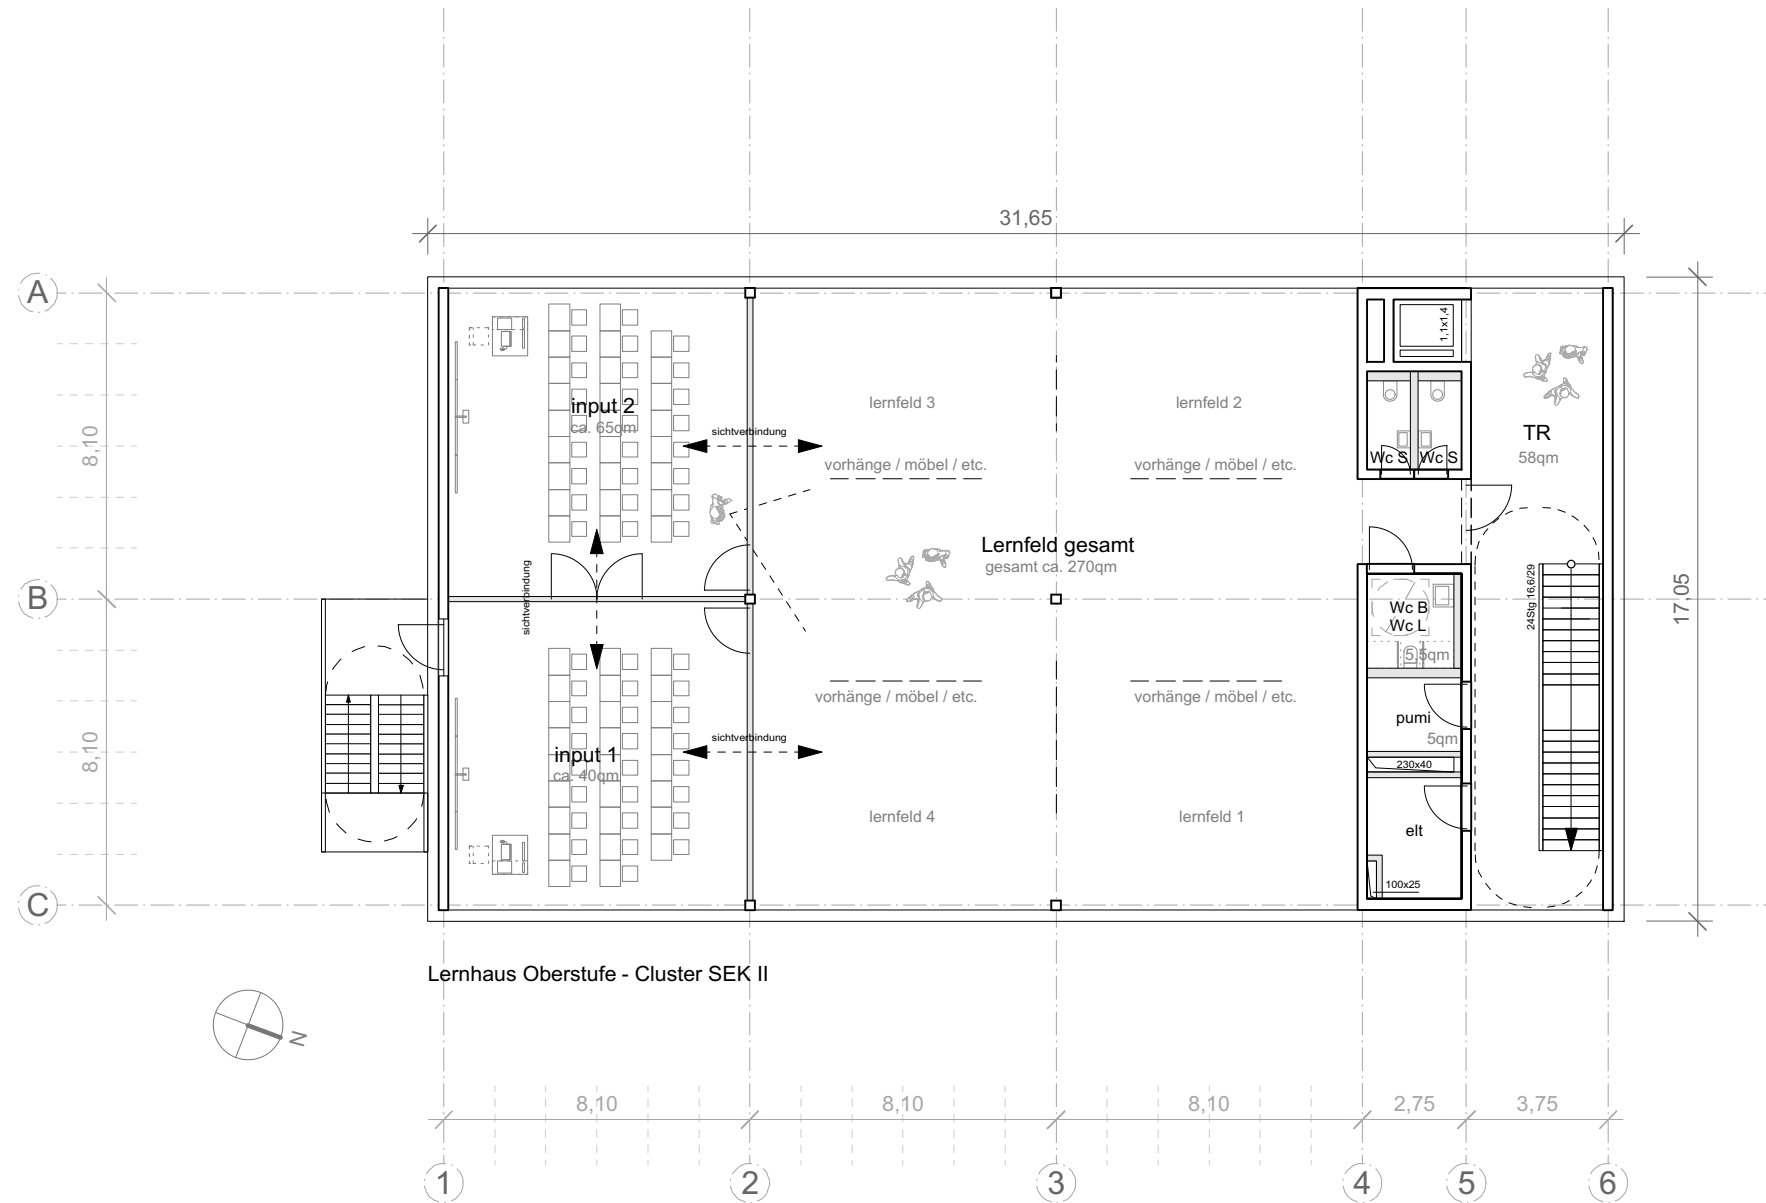 31,65
A
B
C
8,10
8,10
17,05
input 2
ca. 65qm
sichtverbindung
lernfeld 3
lernfeld 2
vorhänge / möbel / etc.
vorhänge / möbel / etc.
1,1x1,4
Wc S
Wc S
TR
58qm
Lernfeld gesamt
gesamt ca. 270qm
sichtverbindung
24Stg 16,6/29
Wc B
Wc L
5,5qm
vorhänge / möbel / etc.
vorhänge / möbel / etc.
pumi
5qm
input 1
ca. 40qm
sichtverbindung
230x40
lernfeld 4
lernfeld 1
elt
100x25
Lernhaus Oberstufe - Cluster SEK II
N
8,10
8,10
8,10
2,75
3,75
1
2
3
4
5
6